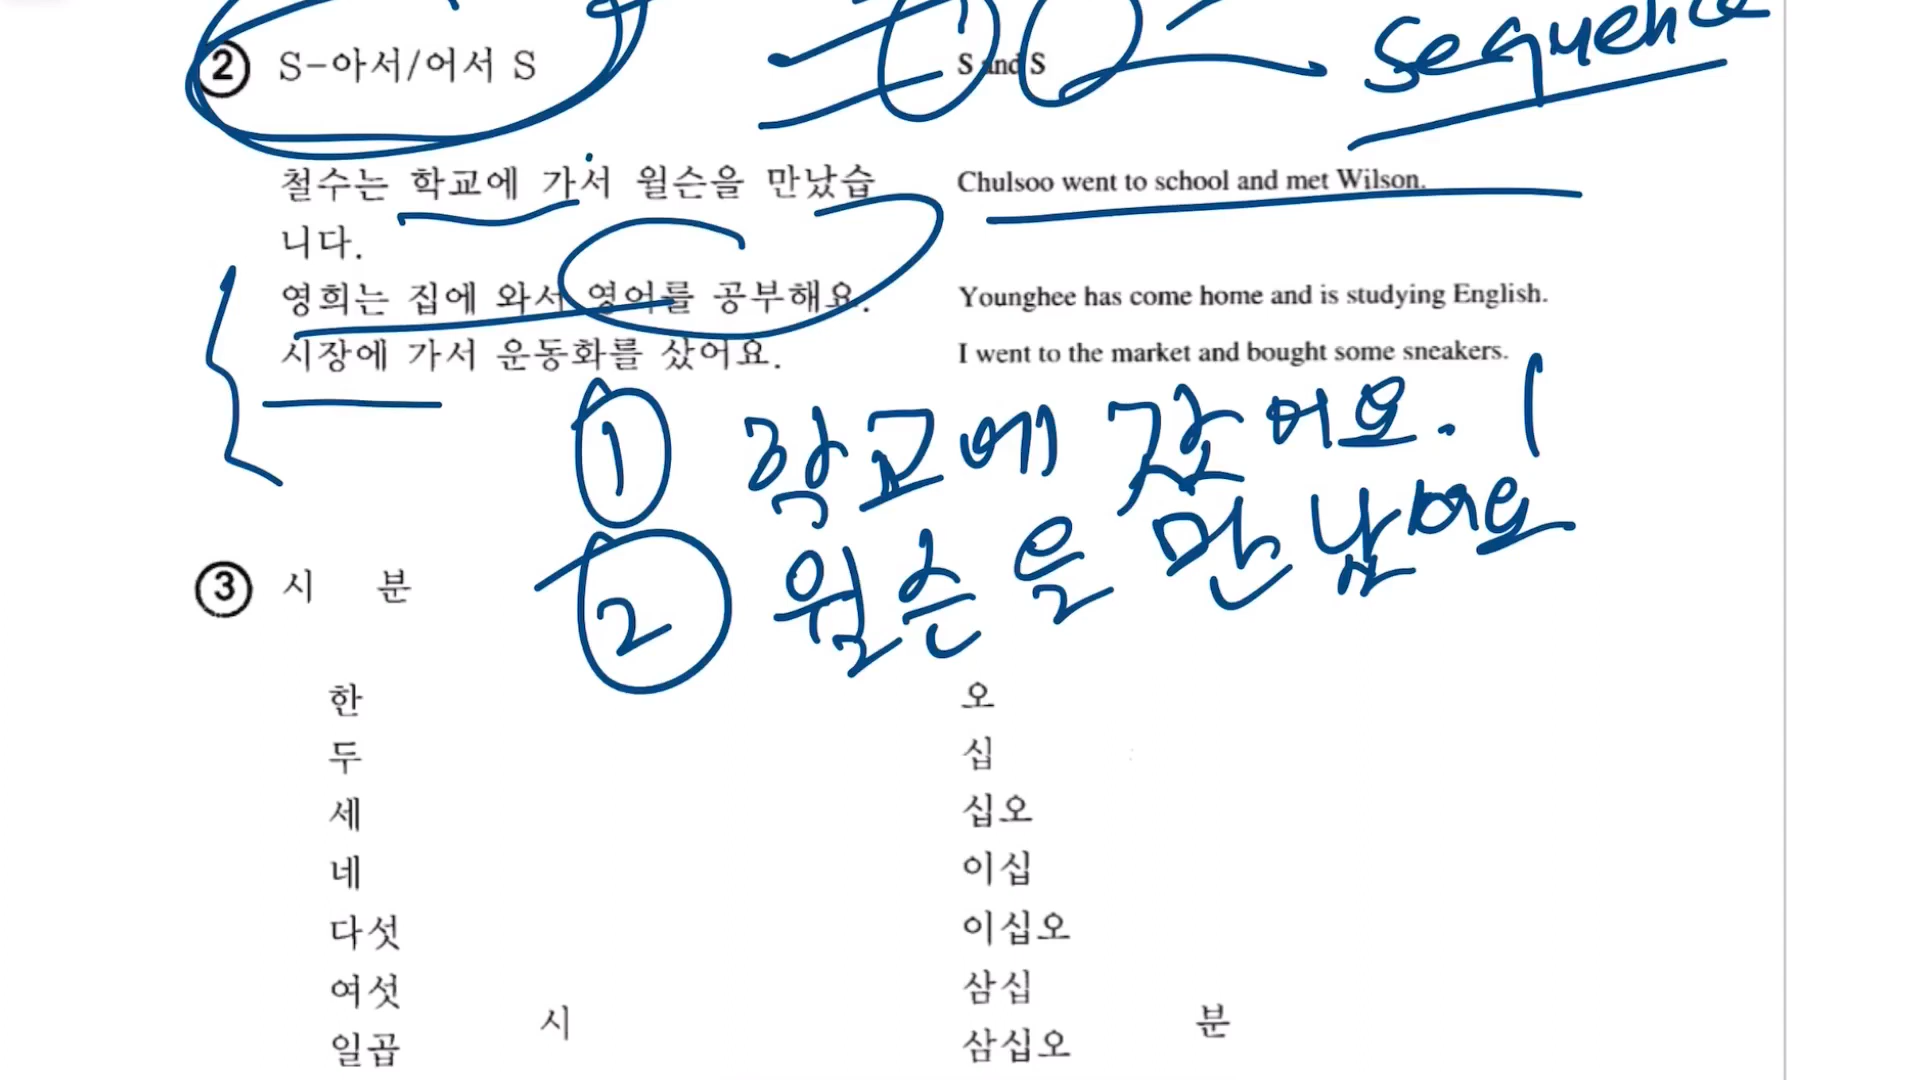 ② S-아서/어서 S S and S sequence
철수는 학교에 가서 윌슨을 만났습 Chulsoo went to school and met Wilson.
니다.
영희는 집에 와서 영어를 공부해요. Younghee has come home and is studying English.
시장에 가서 운동화를 샀어요. I went to the market and bought some sneakers.
① 학교에 갔어요.
② 윌슨을 만났어요
③ 시 분
한 오
두 십
세 십오
네 이십
다섯 이십오
여섯 삼십
시 분
일곱 삼십오